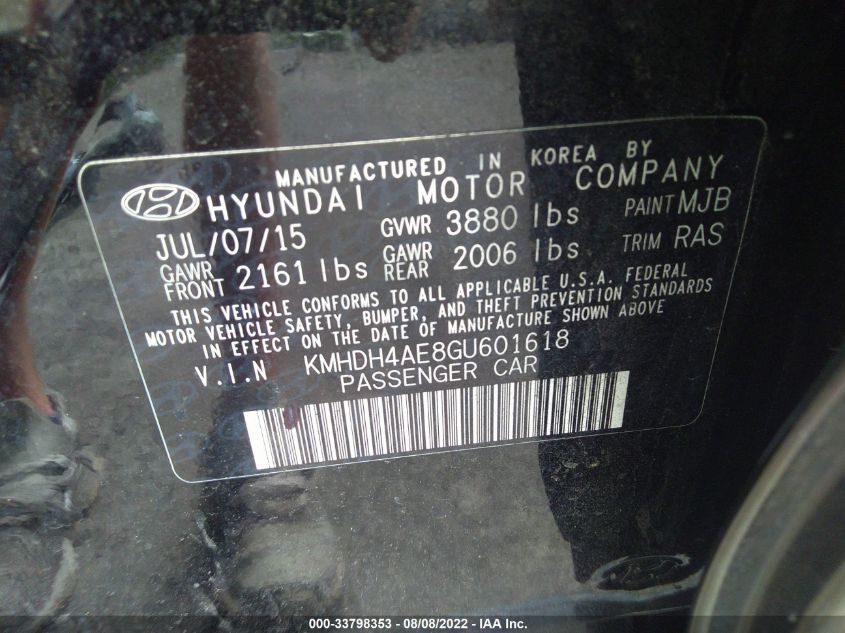 MANUFACTURED IN KOREA BY
HYUNDAI MOTOR COMPANY
JUL/07/15 GVWR 3880 lbs PAINT MJB
GAWR FRONT 2161 lbs GAWR REAR 2006 lbs TRIM RAS
THIS VEHICLE CONFORMS TO ALL APPLICABLE U.S.A. FEDERAL
MOTOR VEHICLE SAFETY, BUMPER, AND THEFT PREVENTION STANDARDS
IN EFFECT ON THE DATE OF MANUFACTURE SHOWN ABOVE
V.I.N KMHDH4AE8GU601618
PASSENGER CAR
000-33798353 - 08/08/2022 - IAA Inc.